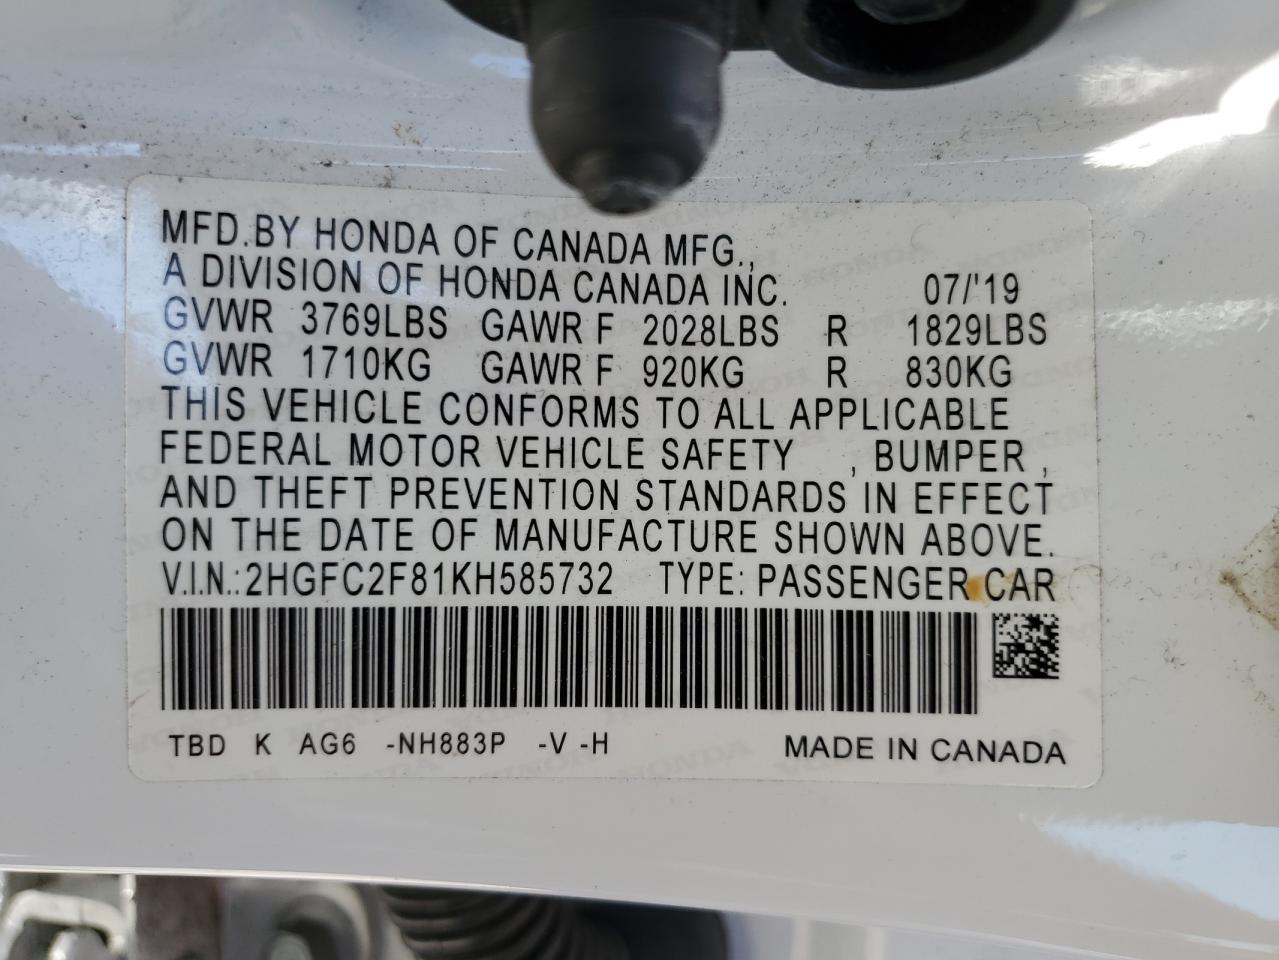 MFD.BY HONDA OF CANADA MFG.,
A DIVISION OF HONDA CANADA INC. 07/'19
GVWR 3769LBS GAWR F 2028LBS R 1829LBS
GVWR 1710KG GAWR F 920KG R 830KG
THIS VEHICLE CONFORMS TO ALL APPLICABLE
FEDERAL MOTOR VEHICLE SAFETY , BUMPER ,
AND THEFT PREVENTION STANDARDS IN EFFECT
ON THE DATE OF MANUFACTURE SHOWN ABOVE.
V.I.N.:2HGFC2F81KH585732 TYPE: PASSENGER CAR
TBD K AG6 -NH883P -V -H MADE IN CANADA